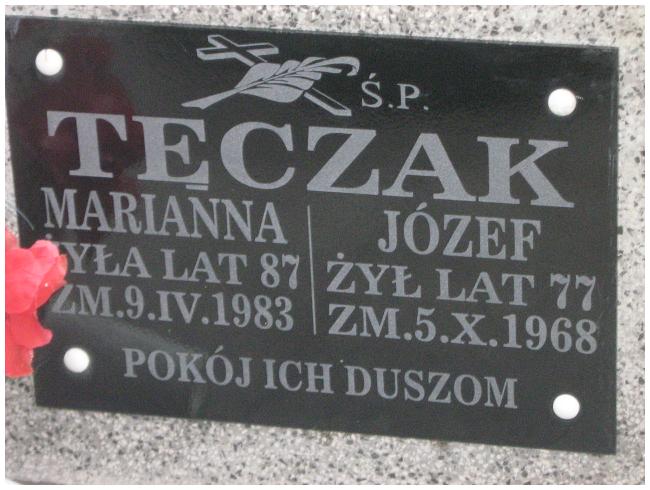 Ś.P.
TĘCZAK
MARIANNA
ŻYŁA LAT 87
ZM.9.IV.1983
JÓZEF
ŻYŁ LAT 77
ZM.5.X.1968
POKÓJ ICH DUSZOM